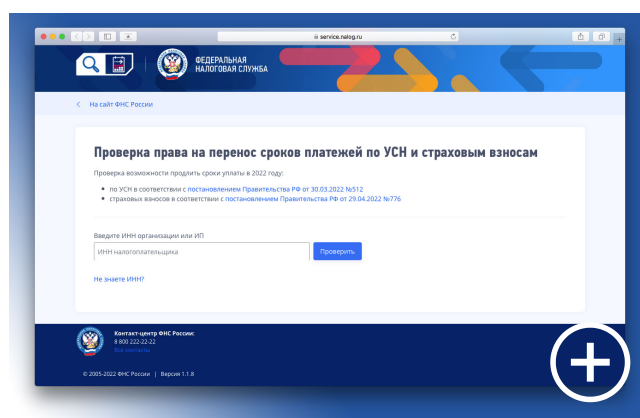 service.nalog.ru
ФЕДЕРАЛЬНАЯ
НАЛОГОВАЯ СЛУЖБА
На сайт ФНС России
Проверка права на перенос сроков платежей по УСН и страховым взносам
Проверка возможности продлить сроки уплаты в 2022 году:
по УСН в соответствии с постановлением Правительства РФ от 30.03.2022 №512
страховых взносов в соответствии с постановлением Правительства РФ от 29.04.2022 №776
Введите ИНН организации или ИП
ИНН налогоплательщика
Проверить
Не знаете ИНН?
Контакт-центр ФНС России:
8 800 222-22-22
Все контакты
© 2005-2022 ФНС России | Версия 1.1.8